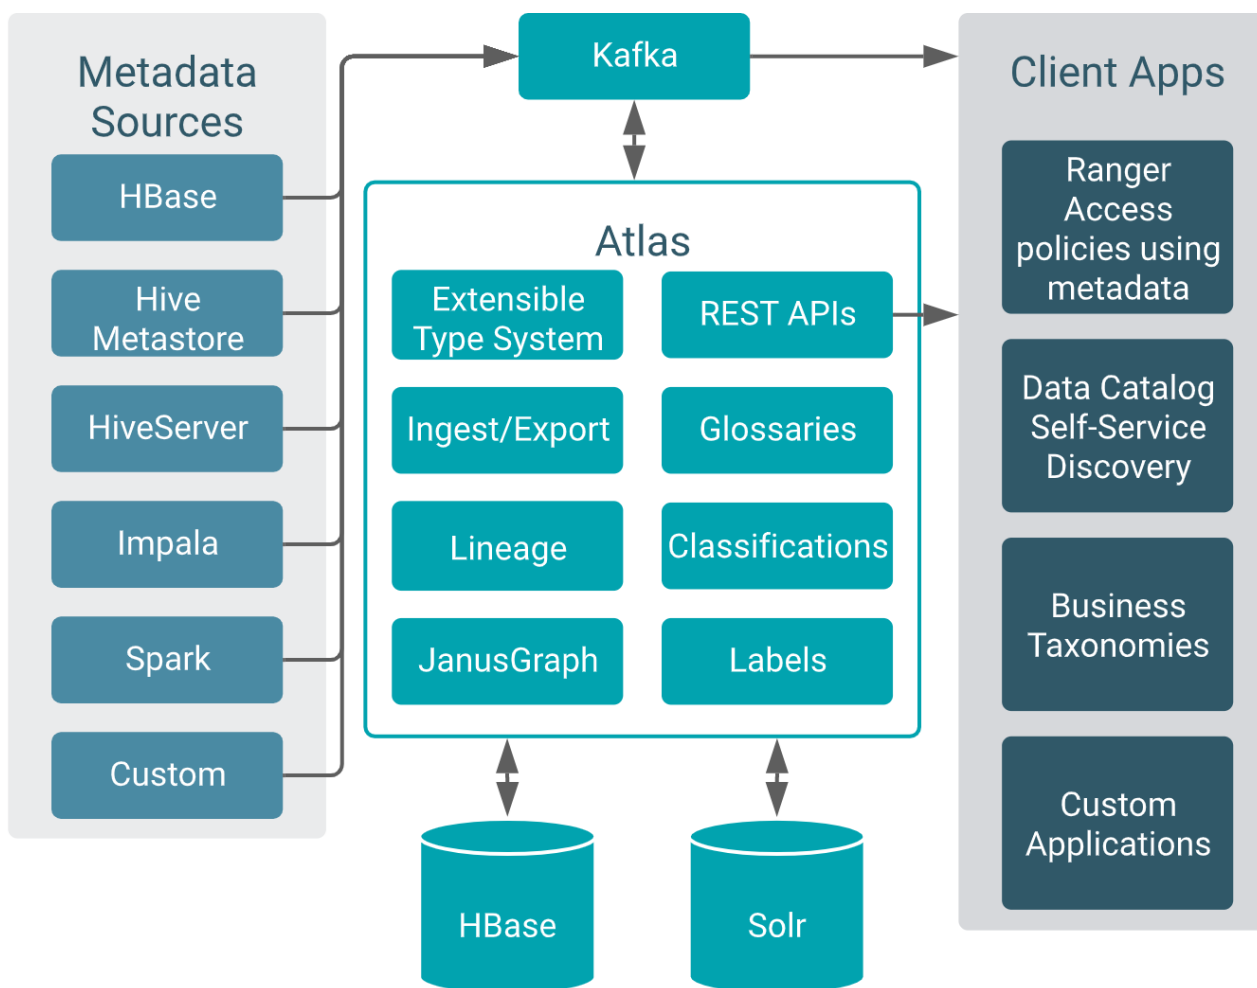 Metadata
Sources
HBase
Hive
Metastore
HiveServer
Impala
Spark
Custom
Kafka
Atlas
Extensible
Type System
REST APIs
Ingest/Export
Glossaries
Lineage
Classifications
JanusGraph
Labels
HBase
Solr
Client Apps
Ranger
Access
policies using
metadata
Data Catalog
Self-Service
Discovery
Business
Taxonomies
Custom
Applications